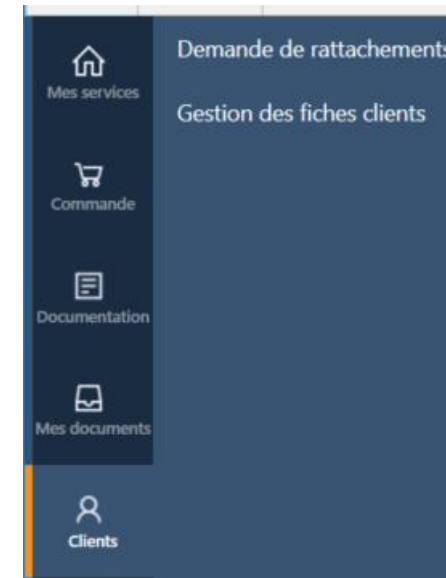 Mes services
Commande
Documentation
Mes documents
Clients
Demande de rattachements
Gestion des fiches clients